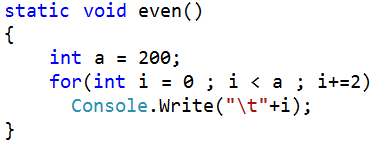 static void even()
{
int a = 200;
for(int i = 0 ; i < a ; i+=2)
Console.Write("\t"+i);
}